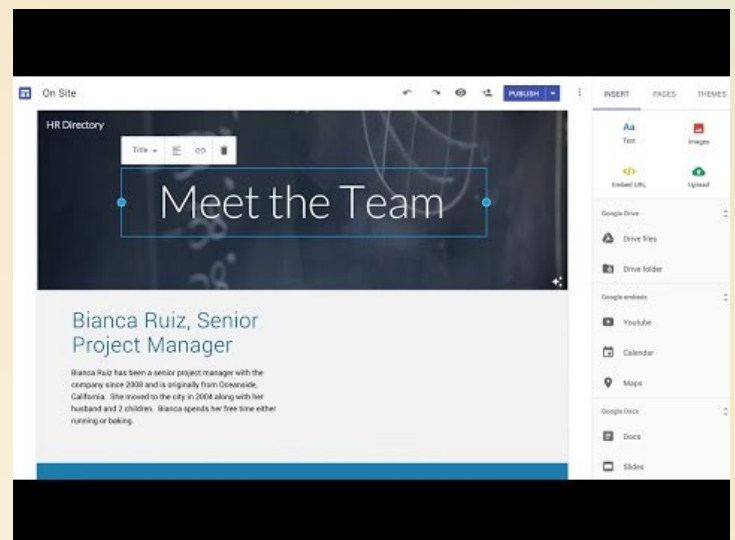 On Site
PUBLISH
INSERT PAGES THEMES
HR Directory
Title
Meet the Team
Aa
Text Images
</>
Embed URL Upload
Google Drive
Drive files
Drive folder
Google embeds
Youtube
Calendar
Maps
Google Docs
Docs
Slides
Bianca Ruiz, Senior
Project Manager
Bianca Ruiz has been a senior project manager with the
company since 2008 and is originally from Oceanside,
California. She moved to the city in 2004 along with her
husband and 2 children. Bianca spends her free time either
running or baking.